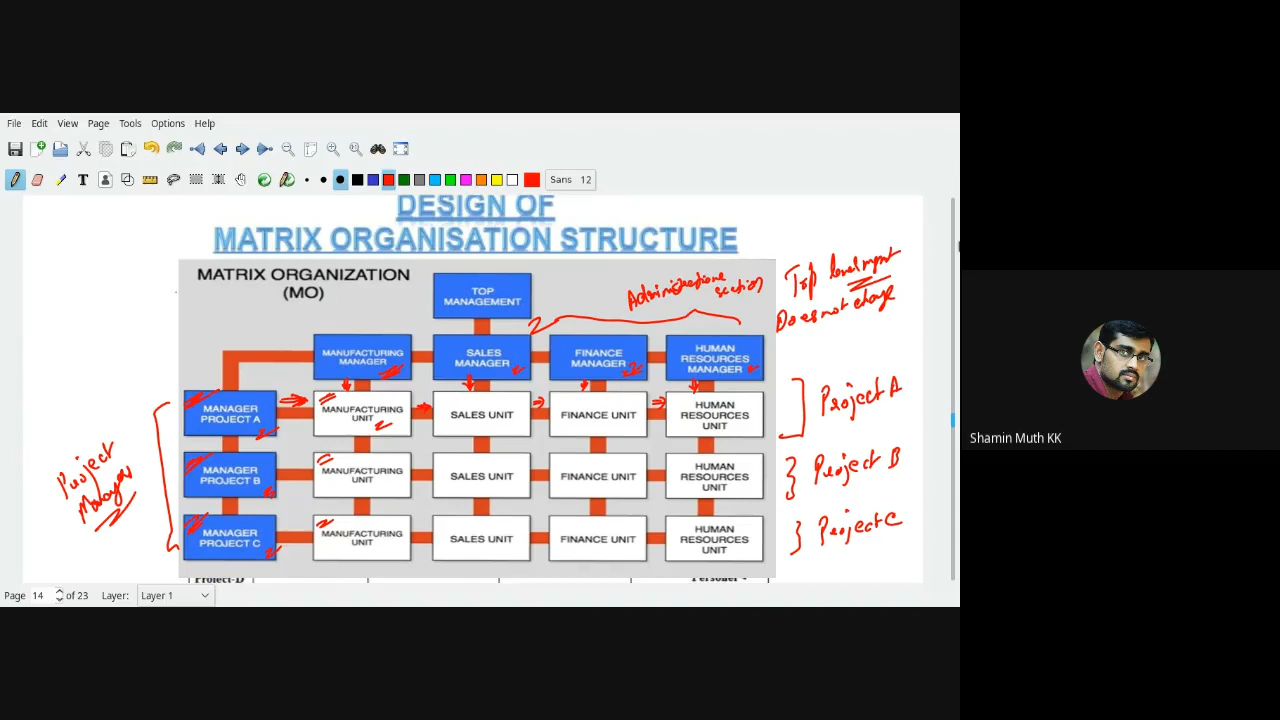 File Edit View Page Tools Options Help
Sans 12
DESIGN OF
MATRIX ORGANISATION STRUCTURE
MATRIX ORGANIZATION
(MO)
TOP
MANAGEMENT
Administrative
section
Top level mgmt
Does not change
MANUFACTURING
MANAGER
SALES
MANAGER
FINANCE
MANAGER
HUMAN
RESOURCES
MANAGER
MANAGER
PROJECT A
MANUFACTURING
UNIT
SALES UNIT
FINANCE UNIT
HUMAN
RESOURCES
UNIT
Project A
Project
Manager
MANAGER
PROJECT B
MANUFACTURING
UNIT
SALES UNIT
FINANCE UNIT
HUMAN
RESOURCES
UNIT
Project B
MANAGER
PROJECT C
MANUFACTURING
UNIT
SALES UNIT
FINANCE UNIT
HUMAN
RESOURCES
UNIT
Project C
Project-D
Page 14 of 23 Layer: Layer 1
Shamin Muth KK